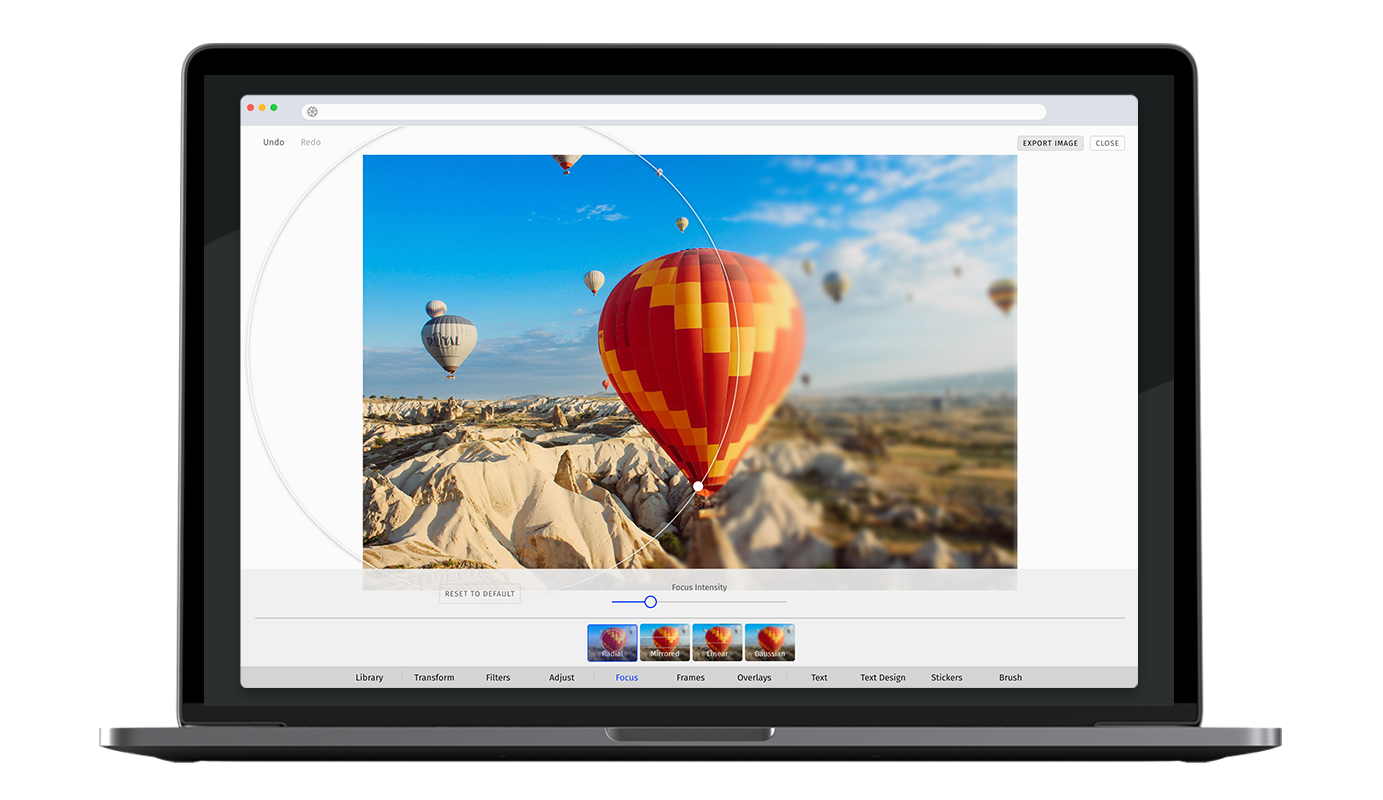 Undo Redo EXPORT IMAGE CLOSE
RESET TO DEFAULT Focus Intensity
Radial Mirrored Linear Gaussian
Library Transform Filters Adjust Focus Frames Overlays Text Text Design Stickers Brush